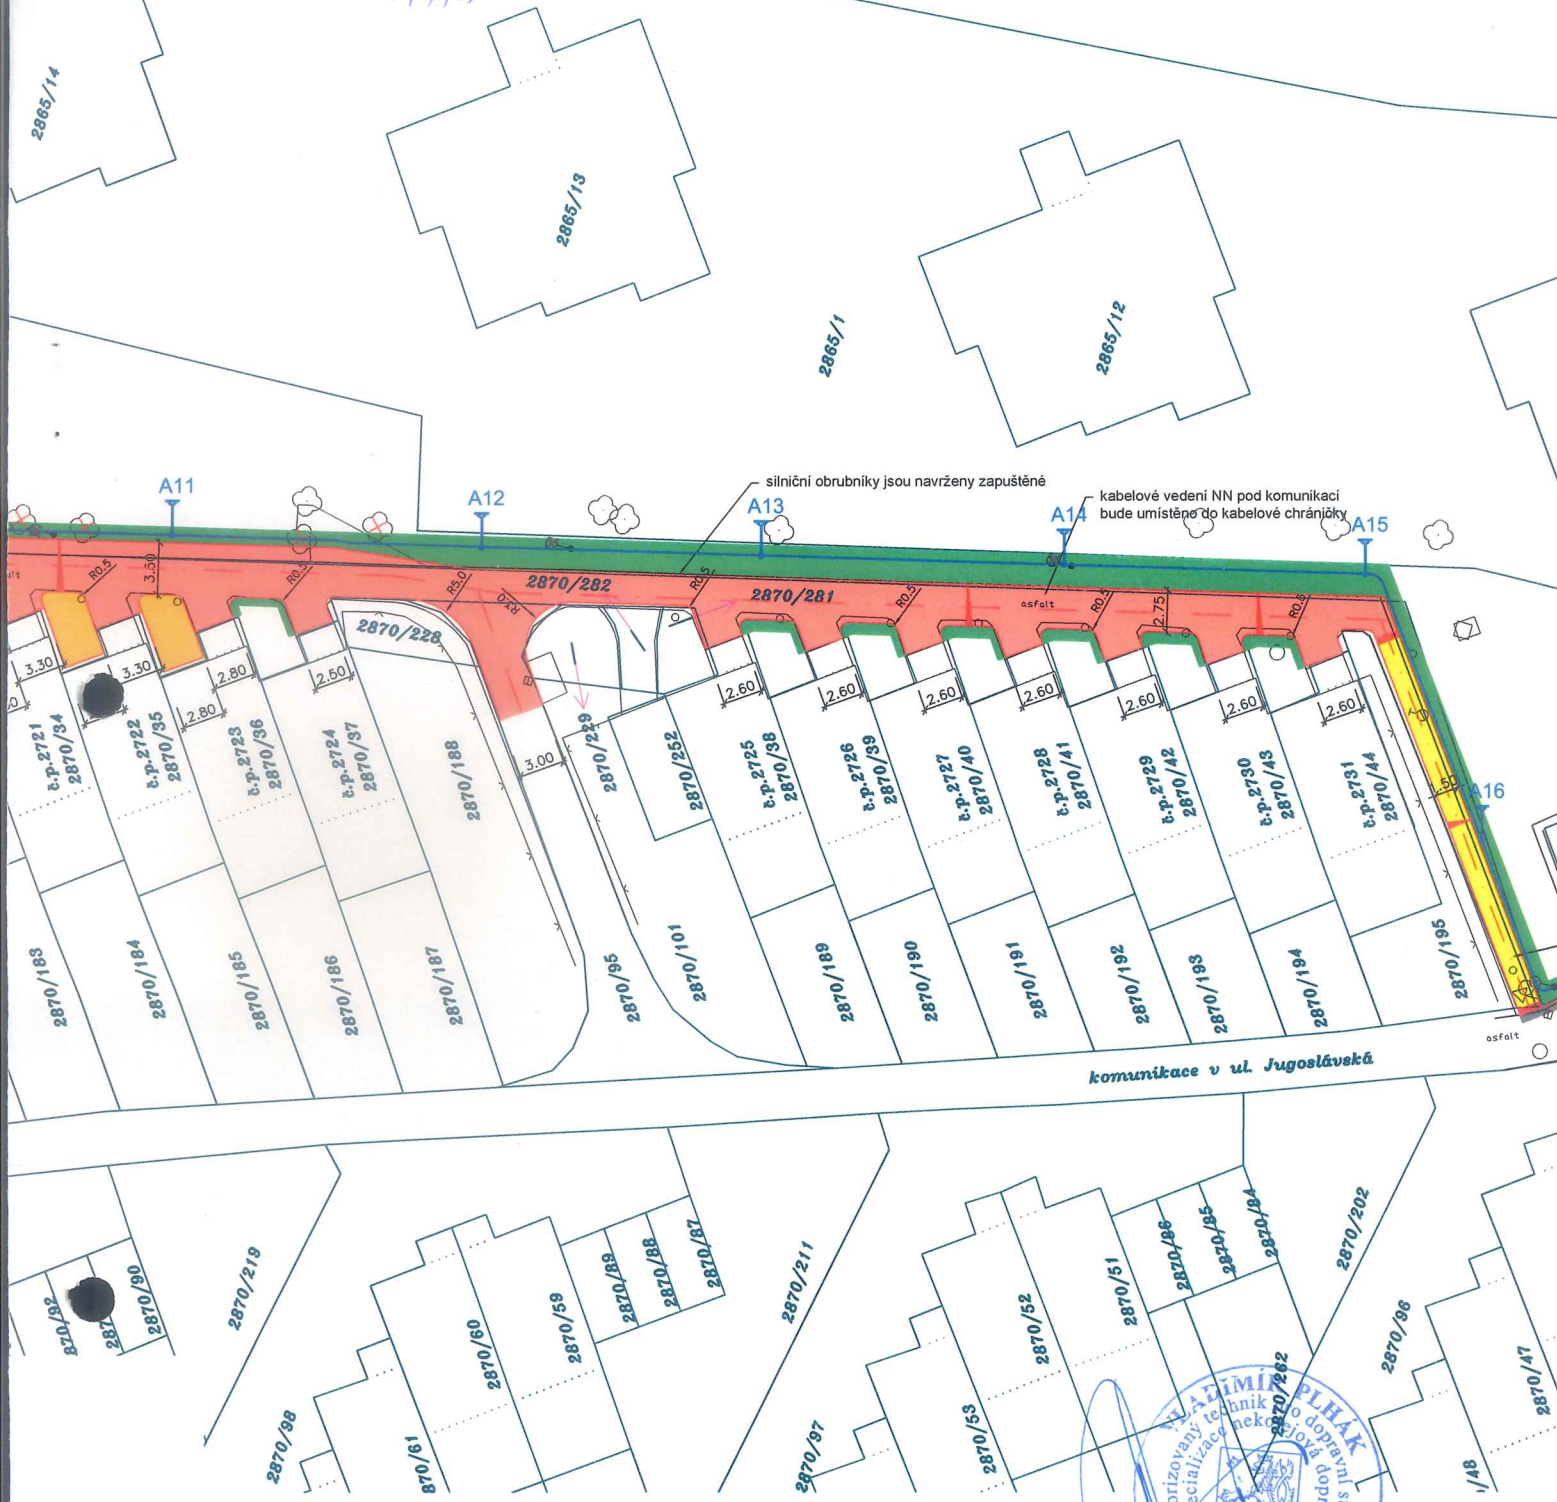 2865/14
2865/13
2865/1
2865/12
A11
A12
A13
A14
A15
A16
silniční obrubníky jsou navrženy zapuštěné
kabelové vedení NN pod komunikací
bude umístěno do kabelové chráničky
R0.5
3.50
R0.5
R5.0
R3.0
2870/282
R0.5
2870/281
R0.5
asfalt
R0.5
2.75
R0.5
2870/228
3.30
3.30
2.80
2.80
2.50
3.00
2.60
2.60
2.60
2.60
2.60
2.60
2.60
č.p.2721
2870/34
č.p.2722
2870/35
č.p.2723
2870/36
č.p.2724
2870/37
2870/188
2870/229
2870/252
č.p.2725
2870/38
č.p.2726
2870/39
č.p.2727
2870/40
č.p.2728
2870/41
č.p.2729
2870/42
č.p.2730
2870/43
č.p.2731
2870/44
2870/183
2870/184
2870/185
2870/186
2870/187
2870/95
2870/101
2870/189
2870/190
2870/191
2870/192
2870/193
2870/194
2870/195
asfalt
komunikace v ul. Jugoslávská
2870/90
2870/219
2870/98
2870/60
2870/59
2870/89
2870/88
2870/87
2870/211
2870/97
2870/53
2870/52
2870/51
2870/86
2870/85
2870/84
2870/202
2870/96
2870/262
2870/47
VLADIMÍR PLHÁK
technik